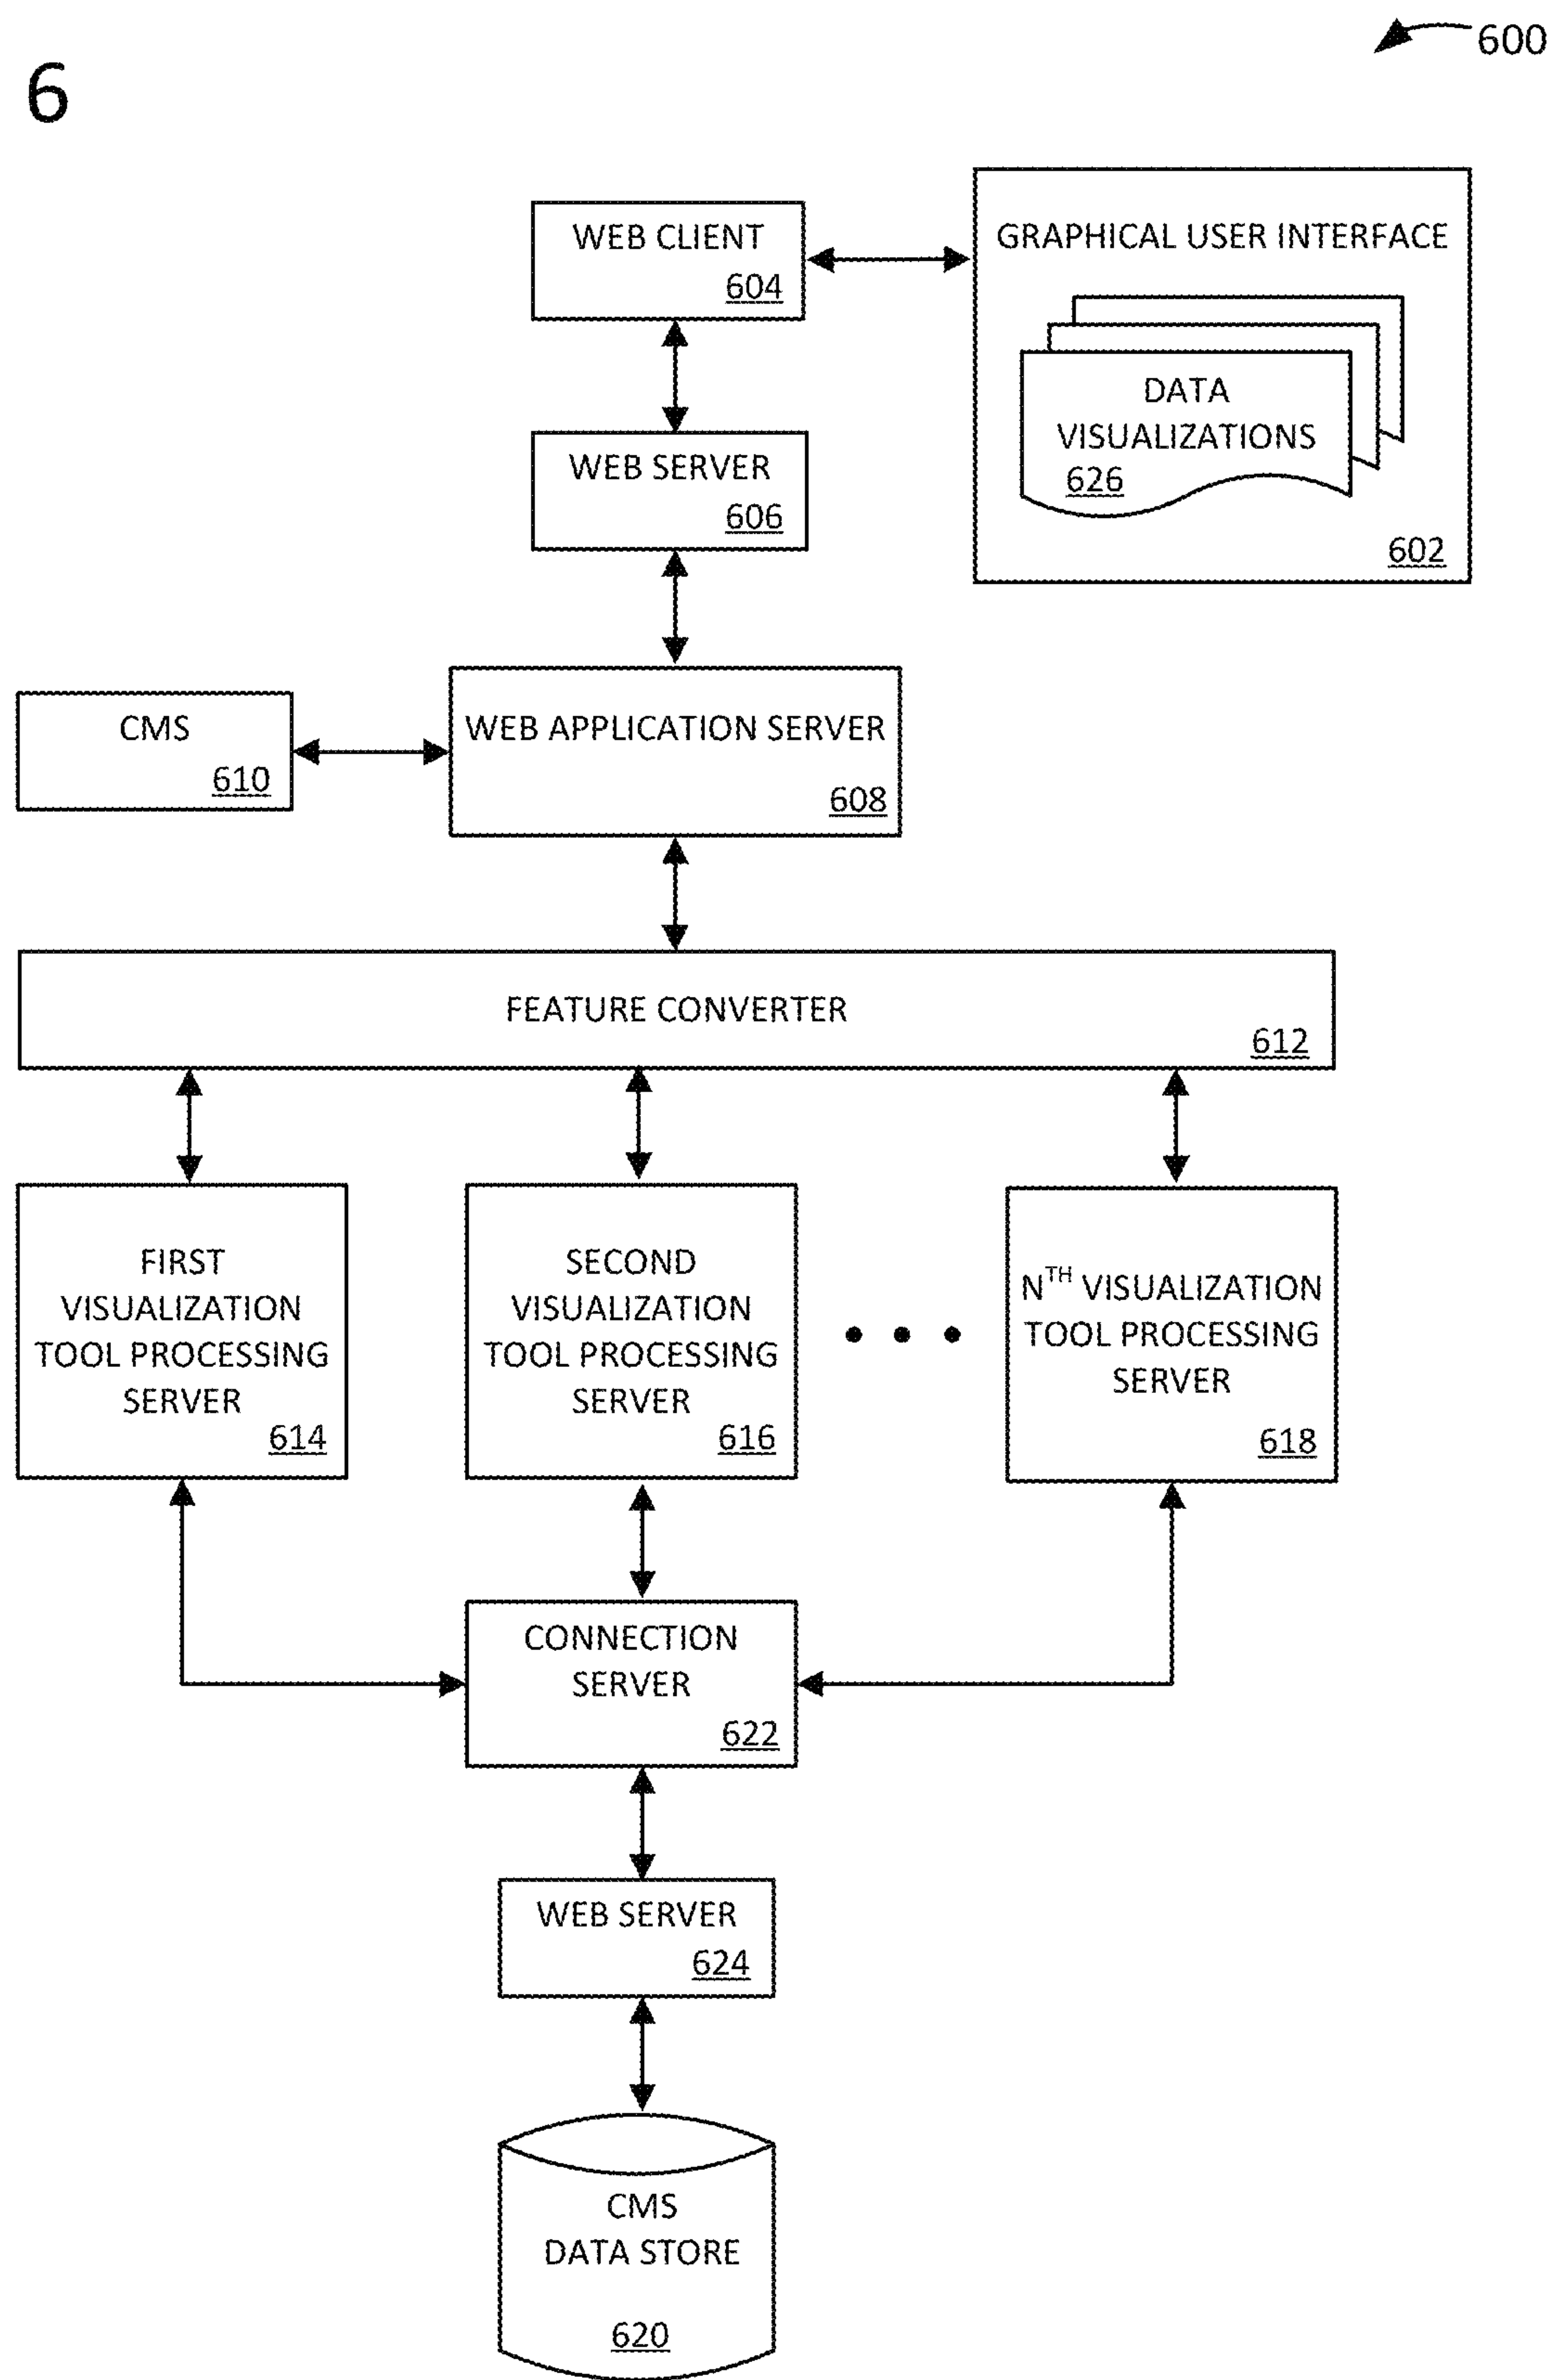 600
6
WEB CLIENT
604
GRAPHICAL USER INTERFACE
DATA
VISUALIZATIONS
626
602
WEB SERVER
606
CMS
610
WEB APPLICATION SERVER
608
FEATURE CONVERTER
612
FIRST
VISUALIZATION
TOOL PROCESSING
SERVER
614
SECOND
VISUALIZATION
TOOL PROCESSING
SERVER
616
NTH VISUALIZATION
TOOL PROCESSING
SERVER
618
CONNECTION
SERVER
622
WEB SERVER
624
CMS
DATA STORE
620